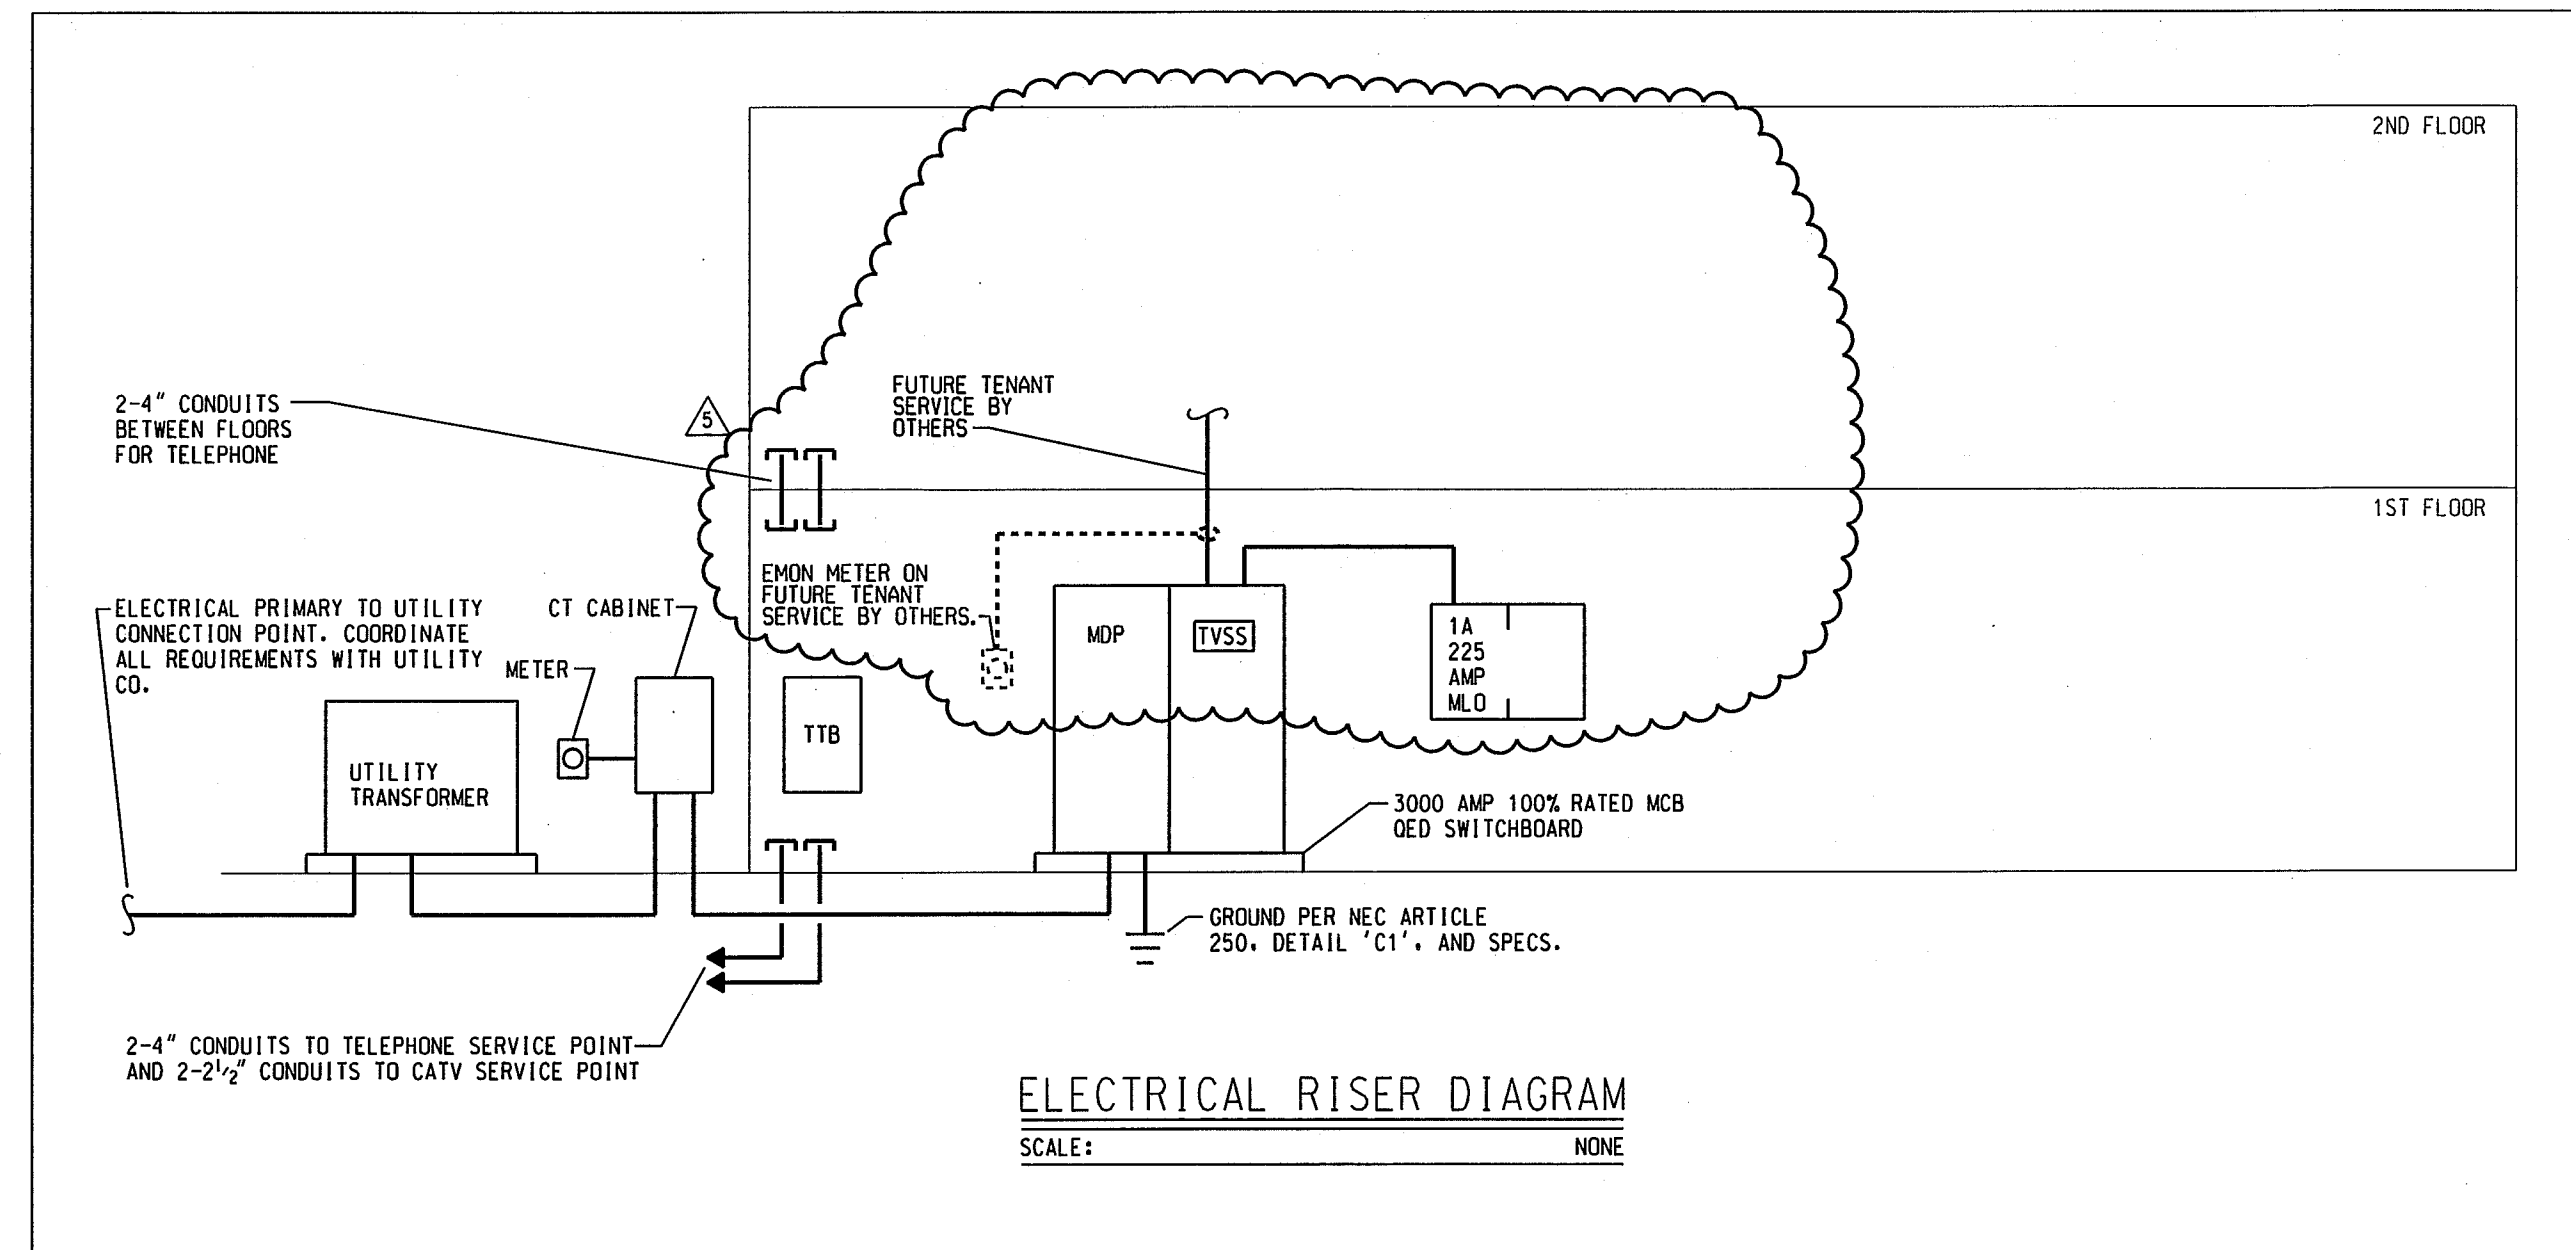 2ND FLOOR
2-4" CONDUITS
BETWEEN FLOORS
FOR TELEPHONE
5
FUTURE TENANT
SERVICE BY
OTHERS
1ST FLOOR
EMON METER ON
FUTURE TENANT
SERVICE BY OTHERS.
ELECTRICAL PRIMARY TO UTILITY
CONNECTION POINT. COORDINATE
ALL REQUIREMENTS WITH UTILITY
CO.
CT CABINET
METER
MDP
TVSS
1A
225
AMP
MLO
TTB
UTILITY
TRANSFORMER
3000 AMP 100% RATED MCB
QED SWITCHBOARD
GROUND PER NEC ARTICLE
250, DETAIL 'C1', AND SPECS.
2-4" CONDUITS TO TELEPHONE SERVICE POINT
AND 2-2½" CONDUITS TO CATV SERVICE POINT
ELECTRICAL RISER DIAGRAM
SCALE: NONE